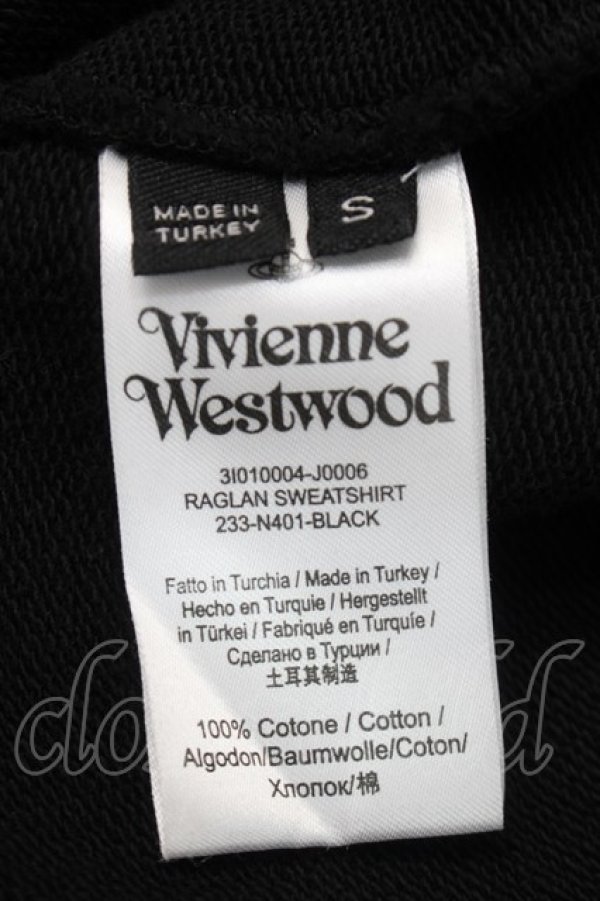 MADE IN
TURKEY
S
Vivienne
Westwood
3I010004-J0006
RAGLAN SWEATSHIRT
233-N401-BLACK
Fatto in Turchia / Made in Turkey /
Hecho en Turquie / Hergestellt
in Türkei / Fabriqué en Turquíe /
Сделано в Турции /
土耳其制造
100% Cotone / Cotton /
Algodon/Baumwolle/Coton/
Хлопок/棉